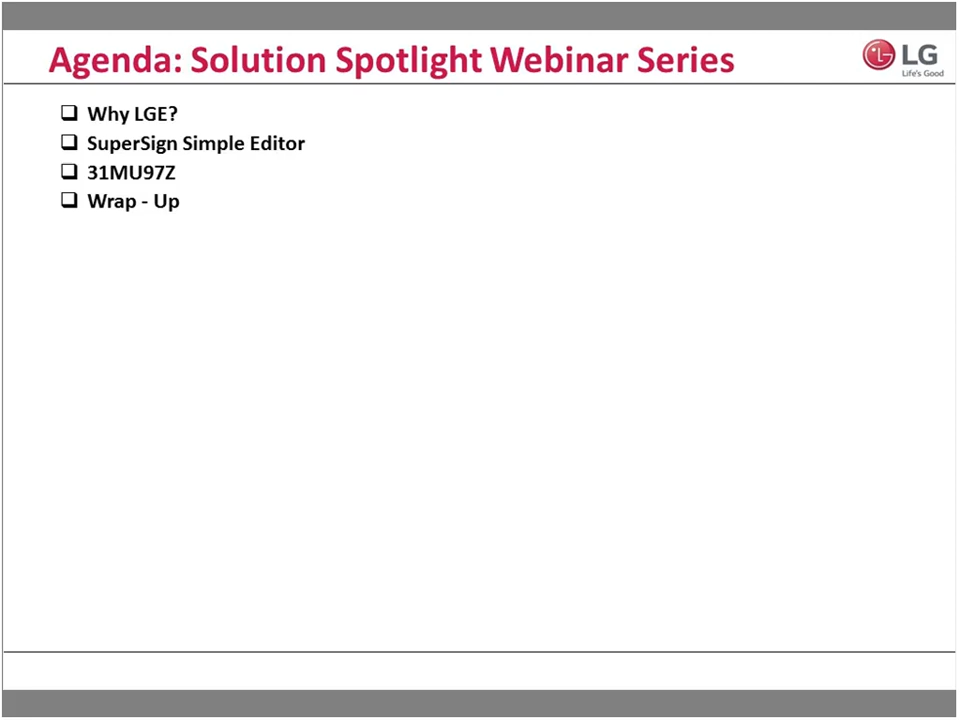 Agenda: Solution Spotlight Webinar Series
LG
Life's Good
Why LGE?
SuperSign Simple Editor
31MU97Z
Wrap - Up